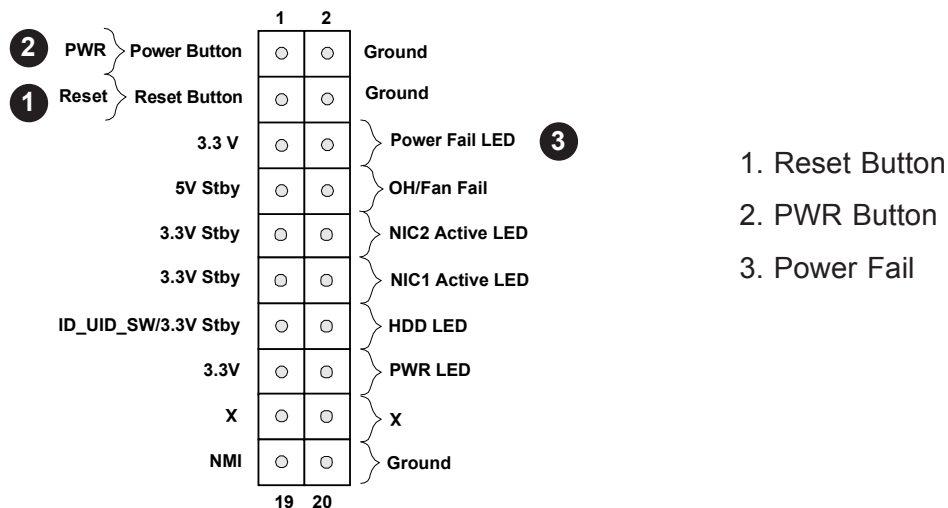 1 2
2 PWR Power Button Ground
1 Reset Reset Button Ground
3.3 V Power Fail LED 3
5V Stby OH/Fan Fail
3.3V Stby NIC2 Active LED
3.3V Stby NIC1 Active LED
ID_UID_SW/3.3V Stby HDD LED
3.3V PWR LED
X X
NMI Ground
19 20
1. Reset Button
2. PWR Button
3. Power Fail